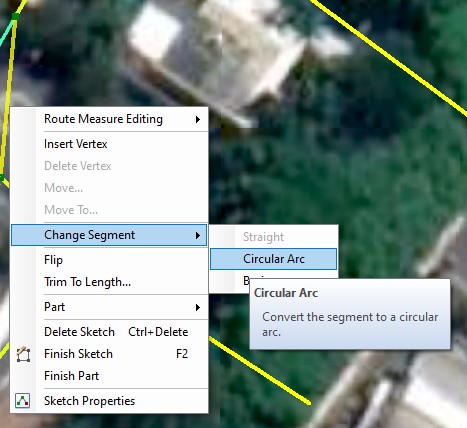 Route Measure Editing
Insert Vertex
Delete Vertex
Move...
Move To...
Change Segment
Flip
Trim To Length...
Part
Delete Sketch Ctrl+Delete
Finish Sketch F2
Finish Part
Sketch Properties
Straight
Circular Arc
Circular Arc
Convert the segment to a circular
arc.